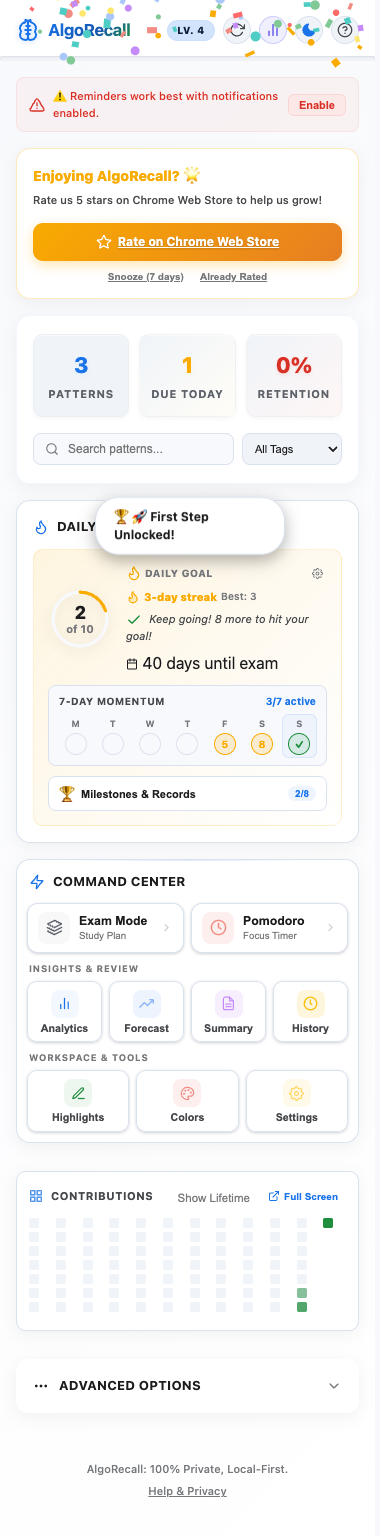 AlgoRecall
LV. 4
⚠️ Reminders work best with notifications
enabled.
Enable
Enjoying AlgoRecall? 🌟
Rate us 5 stars on Chrome Web Store to help us grow!
Rate on Chrome Web Store
Snooze (7 days) Already Rated
3 1 0%
PATTERNS DUE TODAY RETENTION
Search patterns... All Tags
DAILY
🏆🚀 First Step
Unlocked!
DAILY GOAL
2
of 10
3-day streak Best: 3
Keep going! 8 more to hit your
goal!
40 days until exam
7-DAY MOMENTUM 3/7 active
M T W T F S S
5 8 ✓
🏆 Milestones & Records 2/8
COMMAND CENTER
Exam Mode
Study Plan
Pomodoro
Focus Timer
INSIGHTS & REVIEW
Analytics Forecast Summary History
WORKSPACE & TOOLS
Highlights Colors Settings
CONTRIBUTIONS Show Lifetime Full Screen
ADVANCED OPTIONS
AlgoRecall: 100% Private, Local-First.
Help & Privacy